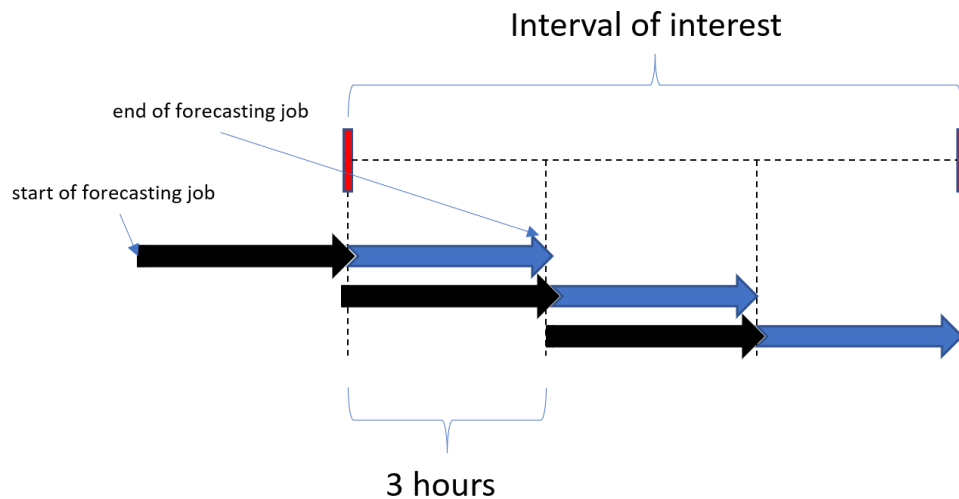 Interval of interest
end of forecasting job
start of forecasting job
3 hours